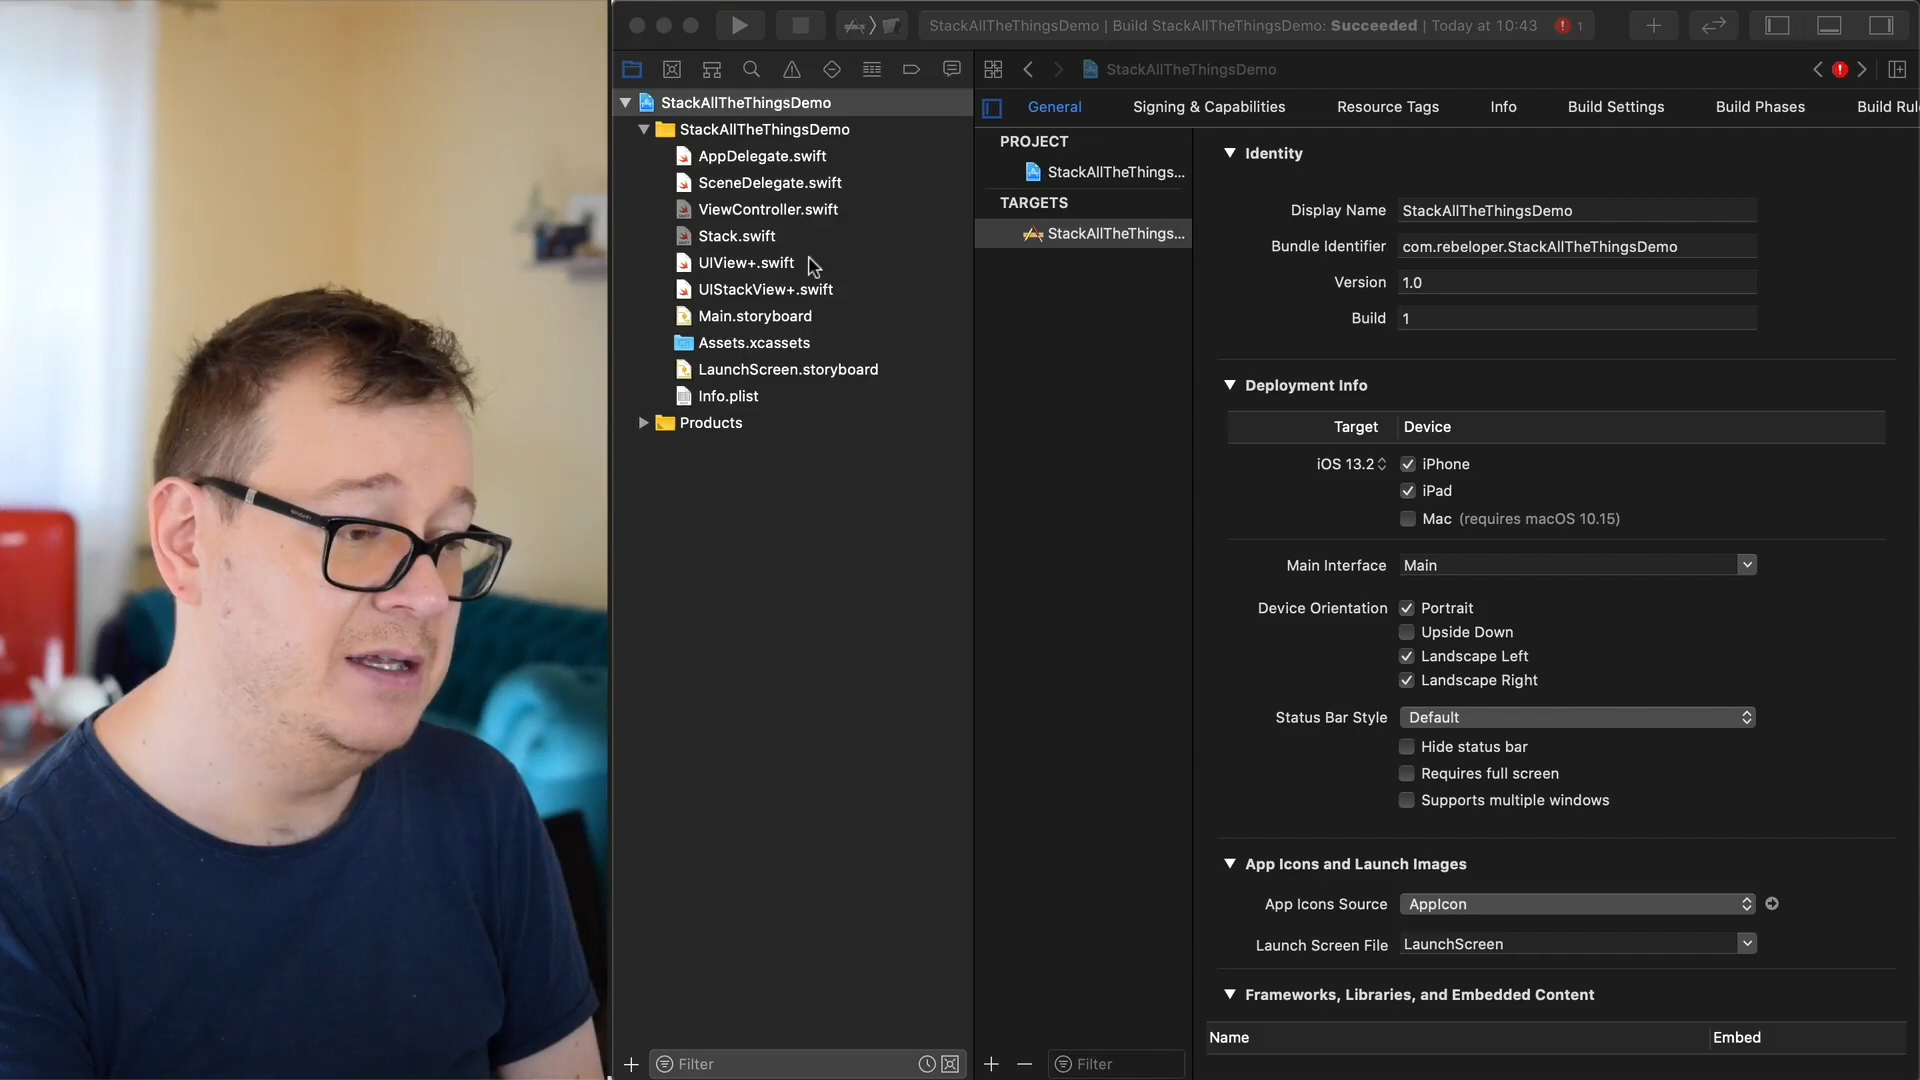 StackAllTheThingsDemo | Build StackAllTheThingsDemo: Succeeded | Today at 10:43 1
StackAllTheThingsDemo
StackAllTheThingsDemo
General Signing & Capabilities Resource Tags Info Build Settings Build Phases Build Rul
StackAllTheThingsDemo
AppDelegate.swift
SceneDelegate.swift
ViewController.swift
Stack.swift
UIView+.swift
UIStackView+.swift
Main.storyboard
Assets.xcassets
LaunchScreen.storyboard
Info.plist
Products
Filter
PROJECT
StackAllTheThings...
TARGETS
StackAllTheThings...
Filter
Identity
Display Name StackAllTheThingsDemo
Bundle Identifier com.rebeloper.StackAllTheThingsDemo
Version 1.0
Build 1
Deployment Info
Target Device
iOS 13.2 iPhone
iPad
Mac (requires macOS 10.15)
Main Interface Main
Device Orientation Portrait
Upside Down
Landscape Left
Landscape Right
Status Bar Style Default
Hide status bar
Requires full screen
Supports multiple windows
App Icons and Launch Images
App Icons Source AppIcon
Launch Screen File LaunchScreen
Frameworks, Libraries, and Embedded Content
Name Embed